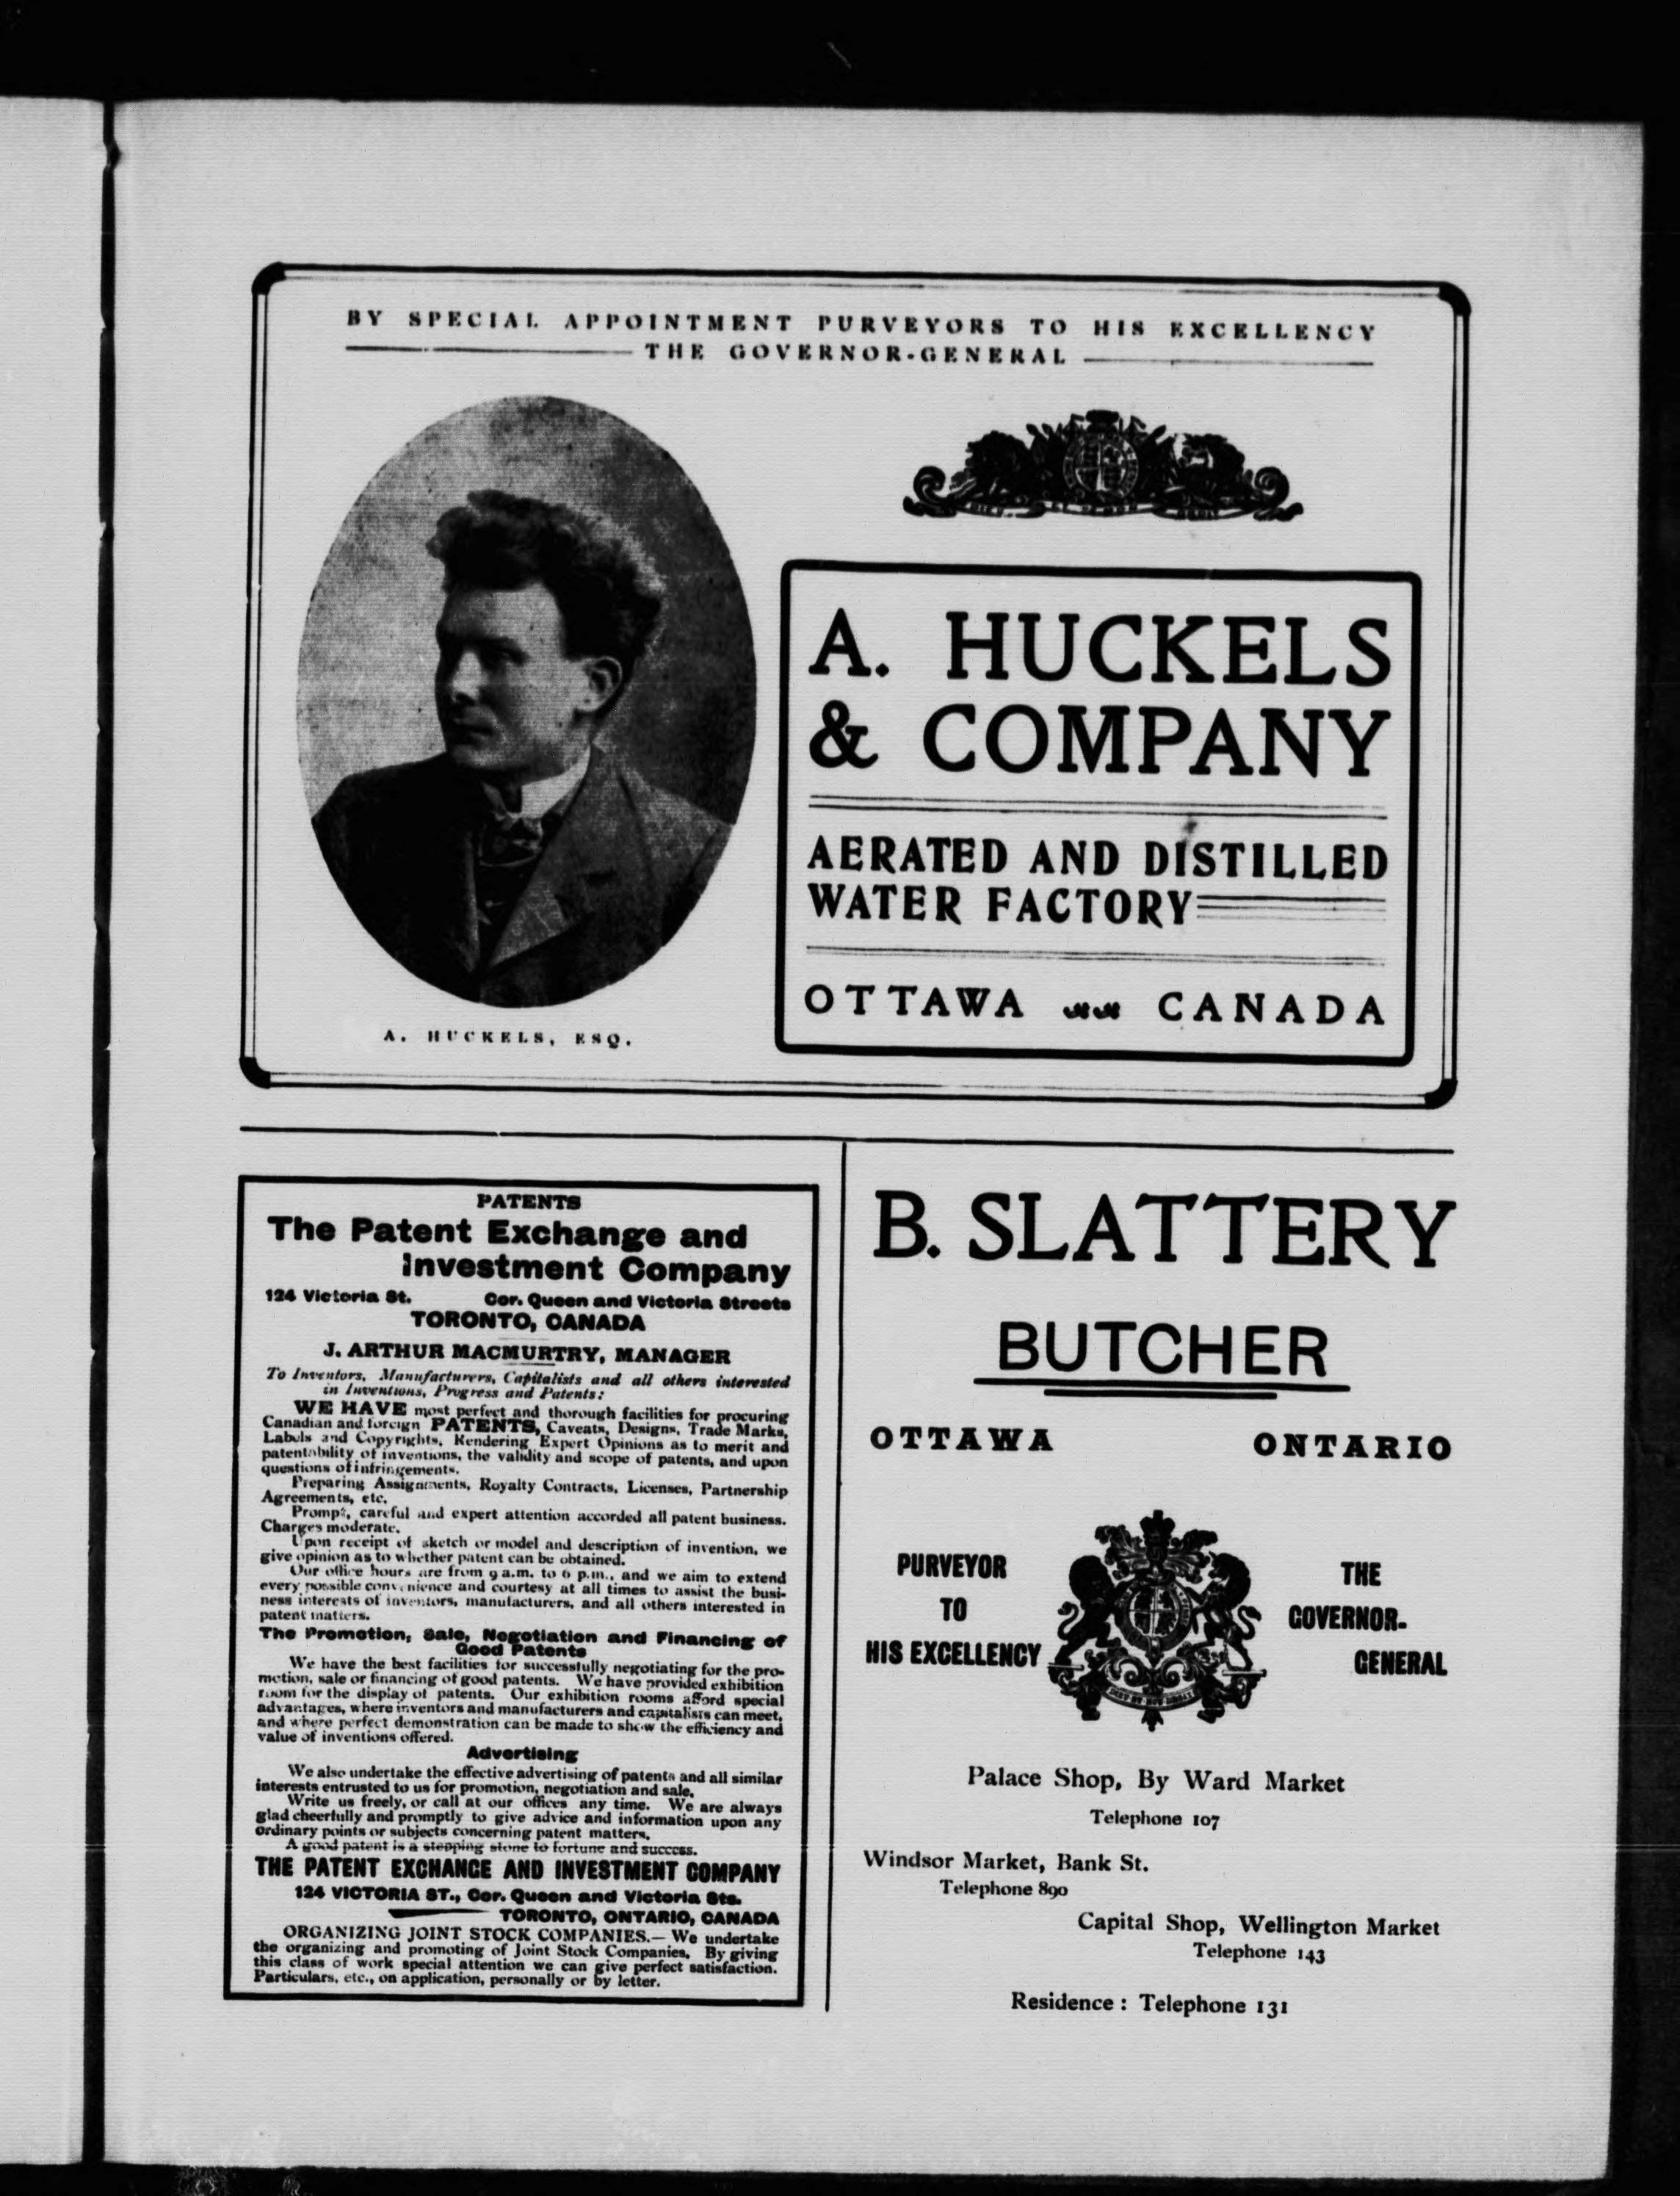 BY SPECIAL APPOINTMENT PURVEYORS TO HIS EXCELLENCY
THE GOVERNOR-GENERAL
A. HUCKELS, ESQ.
A. HUCKELS
& COMPANY
AERATED AND DISTILLED
WATER FACTORY
OTTAWA CANADA
PATENTS
The Patent Exchange and
Investment Company
124 Victoria St. Cor. Queen and Victoria Streets
TORONTO, CANADA
J. ARTHUR MACMURTRY, MANAGER
To Inventors, Manufacturers, Capitalists and all others interested
in Inventions, Progress and Patents:
WE HAVE most perfect and thorough facilities for procuring
Canadian and foreign PATENTS, Caveats, Designs, Trade Marks,
Labels and Copyrights, Rendering Expert Opinions as to merit and
patentability of inventions, the validity and scope of patents, and upon
questions of infringements.
Preparing Assignments, Royalty Contracts, Licenses, Partnership
Agreements, etc.
Prompt, careful and expert attention accorded all patent business.
Charges moderate.
Upon receipt of sketch or model and description of invention, we
give opinion as to whether patent can be obtained.
Our office hours are from 9 a.m. to 6 p.m., and we aim to extend
every possible convenience and courtesy at all times to assist the busi-
ness interests of inventors, manufacturers, and all others interested in
patent matters.
The Promotion, Sale, Negotiation and Financing of
Good Patents
We have the best facilities for successfully negotiating for the pro-
motion, sale or financing of good patents. We have provided exhibition
room for the display of patents. Our exhibition rooms afford special
advantages, where inventors and manufacturers and capitalists can meet,
and where perfect demonstration can be made to show the efficiency and
value of inventions offered.
Advertising
We also undertake the effective advertising of patents and all similar
interests entrusted to us for promotion, negotiation and sale.
Write us freely, or call at our offices any time. We are always
glad cheerfully and promptly to give advice and information upon any
ordinary points or subjects concerning patent matters.
A good patent is a stepping stone to fortune and success.
THE PATENT EXCHANGE AND INVESTMENT COMPANY
124 VICTORIA ST., Cor. Queen and Victoria Sts.
TORONTO, ONTARIO, CANADA
ORGANIZING JOINT STOCK COMPANIES.— We undertake
the organizing and promoting of Joint Stock Companies. By giving
this class of work special attention we can give perfect satisfaction.
Particulars, etc., on application, personally or by letter.
B. SLATTERY
BUTCHER
OTTAWA ONTARIO
PURVEYOR
TO
HIS EXCELLENCY
THE
GOVERNOR-
GENERAL
DIEU ET MON DROIT
Palace Shop, By Ward Market
Telephone 107
Windsor Market, Bank St.
Telephone 890
Capital Shop, Wellington Market
Telephone 143
Residence : Telephone 131